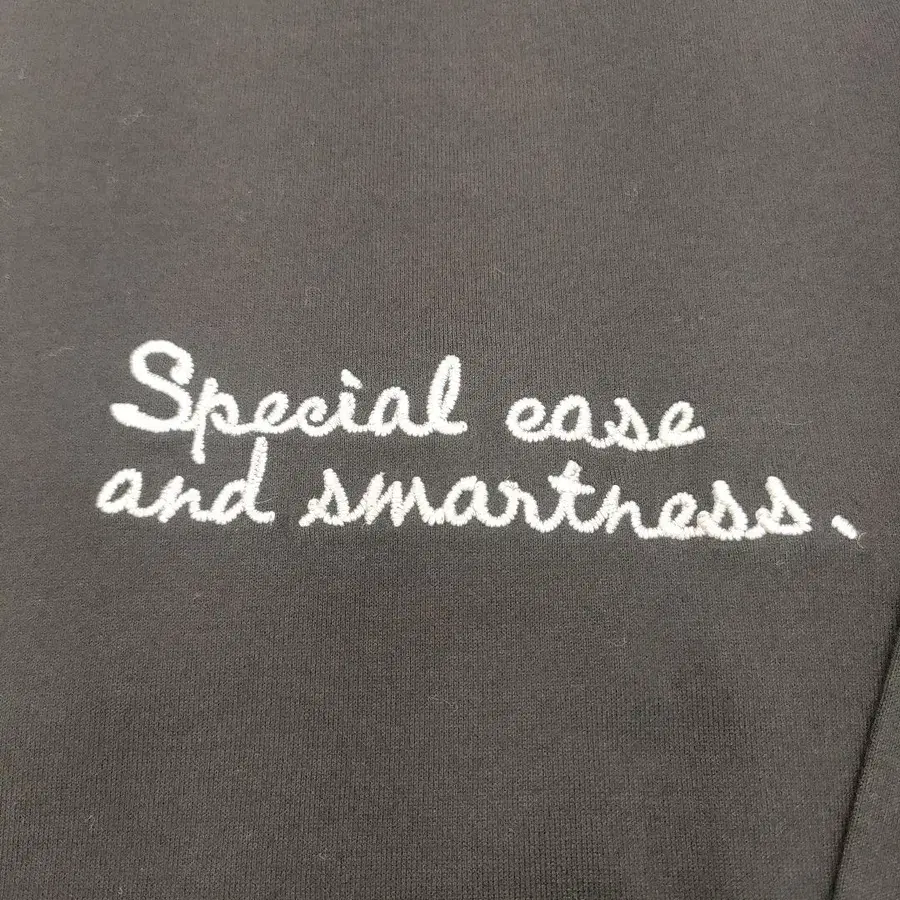 Special ease
and smartness.